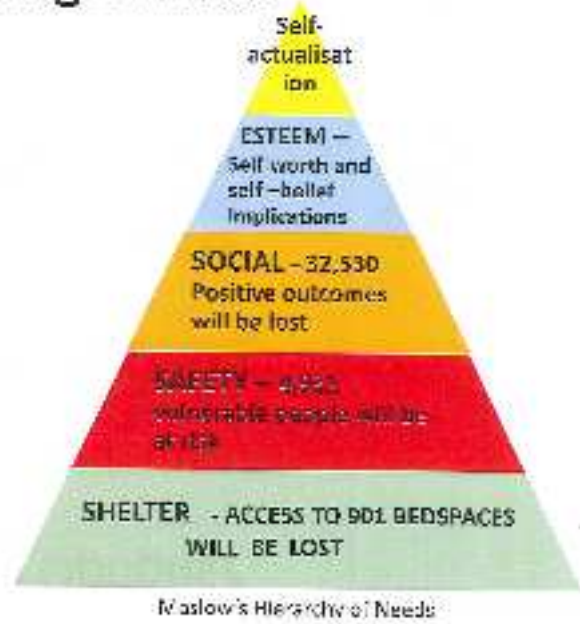 Self-
actualisat
ion
ESTEEM –
Self worth and
self –belief
Implications
SOCIAL – 32,530
Positive outcomes
will be lost
SAFETY –
vulnerable people will be
at risk
SHELTER - ACCESS TO 901 BEDSPACES
WILL BE LOST
Maslow's Hierarchy of Needs